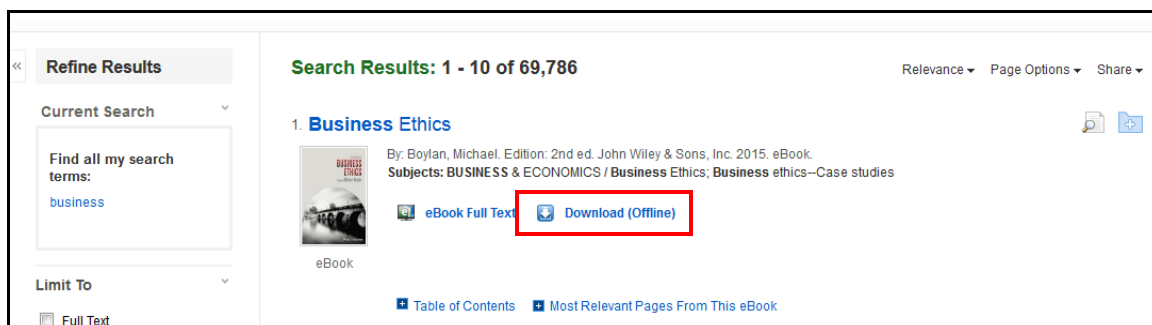 «
Refine Results
Current Search
Find all my search
terms:
business
Limit To
Full Text
Search Results: 1 - 10 of 69,786
Relevance Page Options Share
1. Business Ethics
BUSINESS
ETHICS
By: Boylan, Michael. Edition: 2nd ed. John Wiley & Sons, Inc. 2015. eBook.
Subjects: BUSINESS & ECONOMICS / Business Ethics; Business ethics--Case studies
eBook Full Text Download (Offline)
eBook
Table of Contents Most Relevant Pages From This eBook